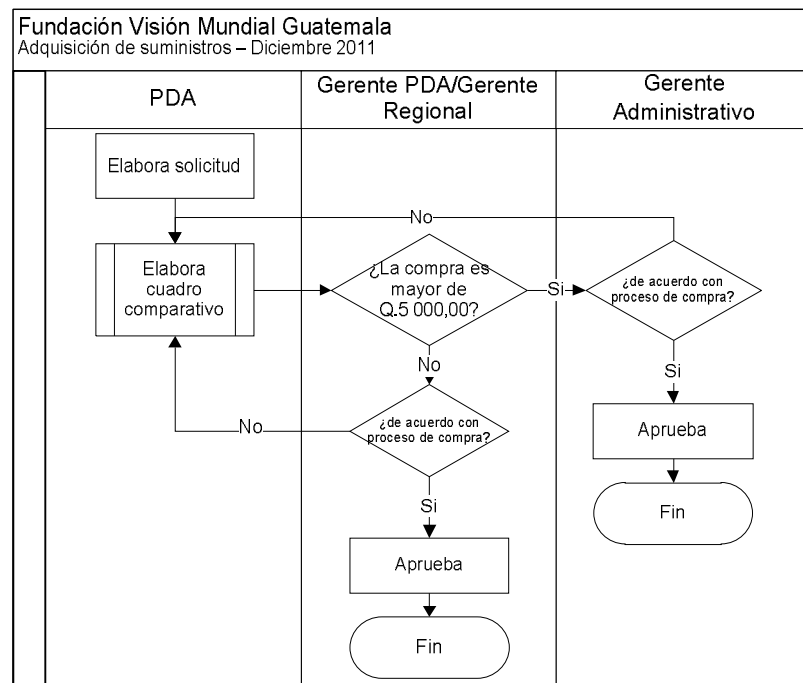 Fundación Visión Mundial Guatemala
Adquisición de suministros – Diciembre 2011
PDA
Gerente PDA/Gerente
Regional
Gerente
Administrativo
Elabora solicitud
No
Elabora
cuadro
comparativo
¿La compra es
mayor de
Q.5 000,00?
Si
¿de acuerdo con
proceso de compra?
No
Si
No
¿de acuerdo con
proceso de compra?
Aprueba
Si
Fin
Aprueba
Fin